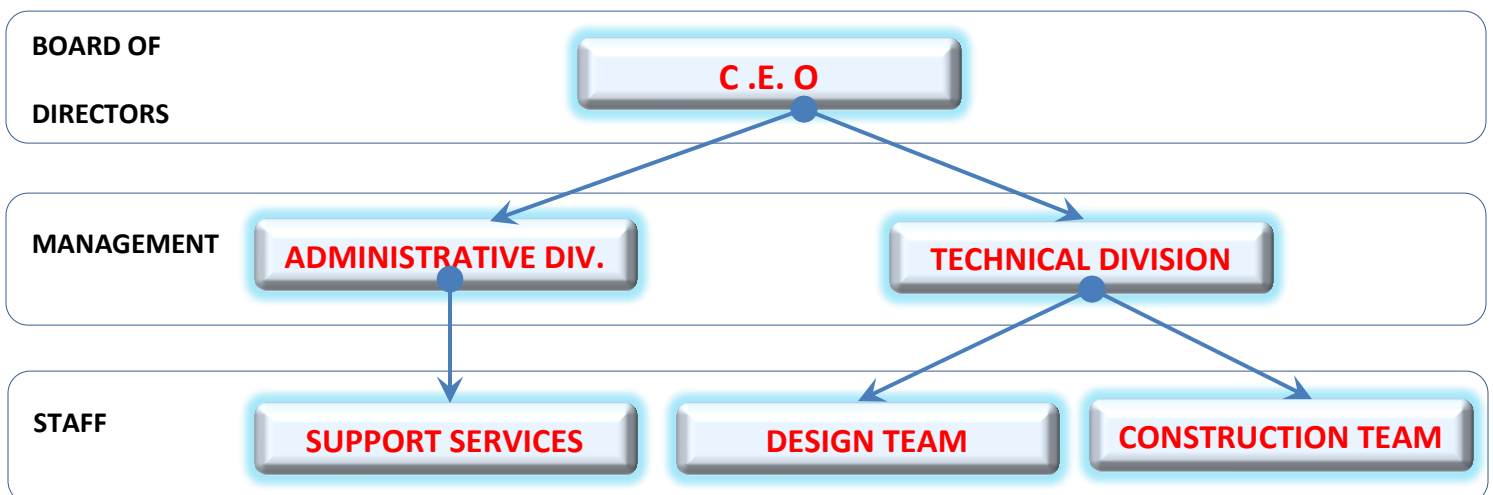 BOARD OF
DIRECTORS
C .E. O
MANAGEMENT
ADMINISTRATIVE DIV.
TECHNICAL DIVISION
STAFF
SUPPORT SERVICES
DESIGN TEAM
CONSTRUCTION TEAM